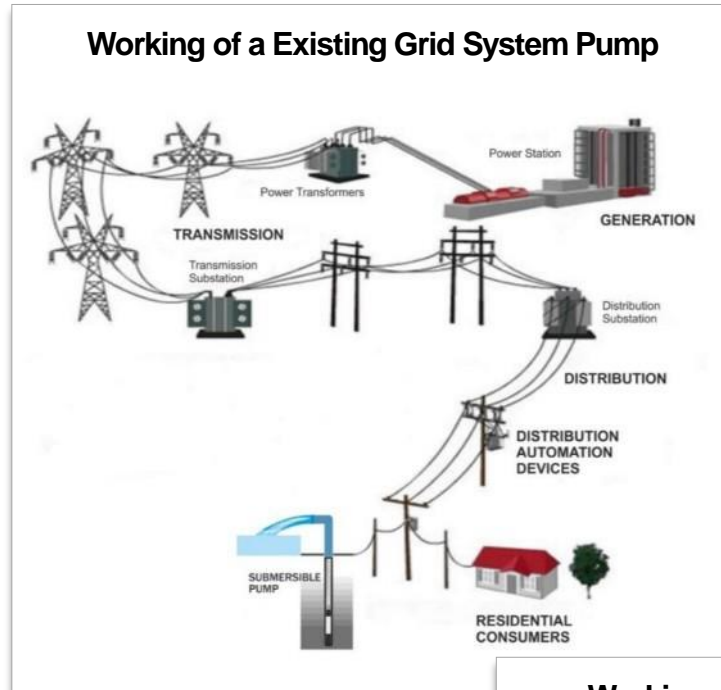 Working of a Existing Grid System Pump
Power Station
Power Transformers
GENERATION
TRANSMISSION
Transmission
Substation
Distribution
Substation
DISTRIBUTION
DISTRIBUTION
AUTOMATION
DEVICES
SUBMERSIBLE
PUMP
RESIDENTIAL
CONSUMERS